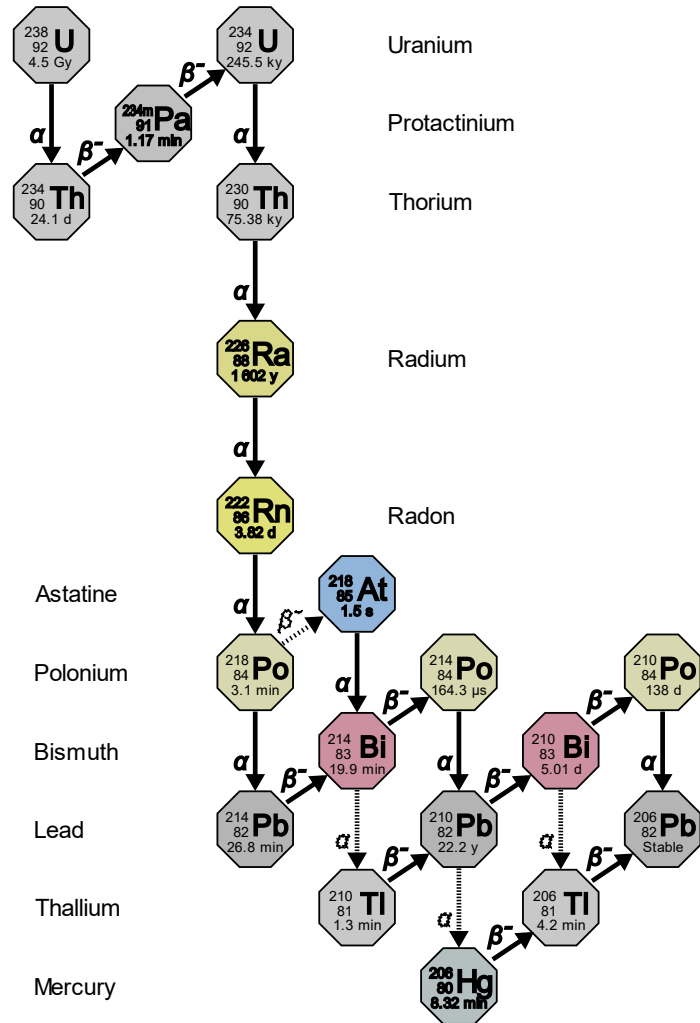 238
92
U
4.5 Gy
234
92
U
245.5 ky
Uranium
β⁻
α
β⁻
234m
91
Pa
1.17 min
α
Protactinium
234
90
Th
24.1 d
230
90
Th
75.38 ky
Thorium
α
226
88
Ra
1 602 y
Radium
α
222
86
Rn
3.82 d
Radon
Astatine
α
β⁻
218
85
At
1.5 s
Polonium
218
84
Po
3.1 min
α
214
84
Po
164.3 µs
210
84
Po
138 d
β⁻
β⁻
Bismuth
α
214
83
Bi
19.9 min
α
210
83
Bi
5.01 d
α
β⁻
β⁻
Lead
214
82
Pb
26.8 min
α
210
82
Pb
22.2 y
α
206
82
Pb
Stable
β⁻
β⁻
Thallium
210
81
Tl
1.3 min
α
206
81
Tl
4.2 min
β⁻
Mercury
206
80
Hg
8.32 min